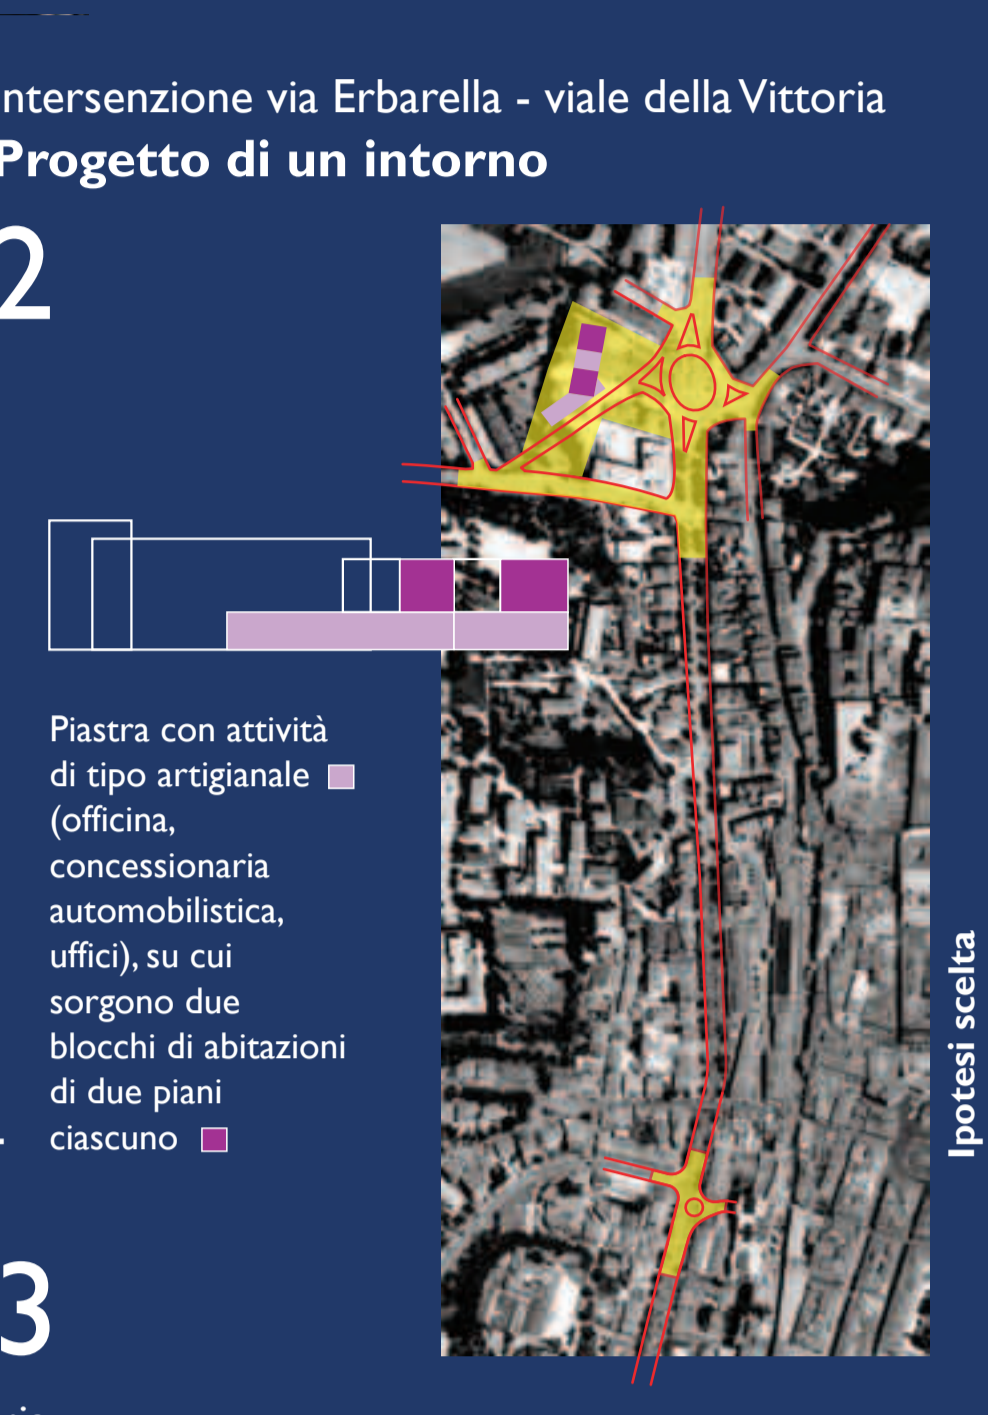 ntersenzione via Erbarella - viale della Vittoria
Progetto di un intorno
2
Piastra con attività
di tipo artigianale
(officina,
concessionaria
automobilistica,
uffici), su cui
sorgono due
blocchi di abitazioni
di due piani
ciascuno
Ipotesi scelta
3